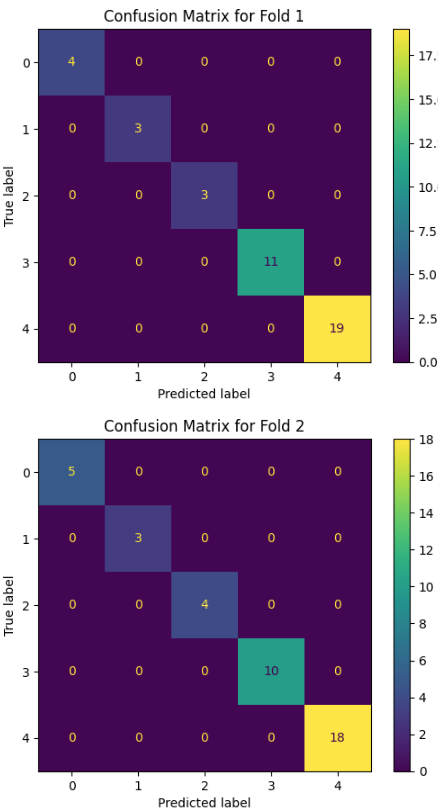 Confusion Matrix for Fold 1
0 4 0 0 0 0
1 0 3 0 0 0
2 0 0 3 0 0
3 0 0 0 11 0
4 0 0 0 0 19
0 1 2 3 4
Predicted label
True label
17.5
15.0
12.5
10.0
7.5
5.0
2.5
0.0
Confusion Matrix for Fold 2
0 5 0 0 0 0
1 0 3 0 0 0
2 0 0 4 0 0
3 0 0 0 10 0
4 0 0 0 0 18
0 1 2 3 4
Predicted label
True label
18
16
14
12
10
8
6
4
2
0